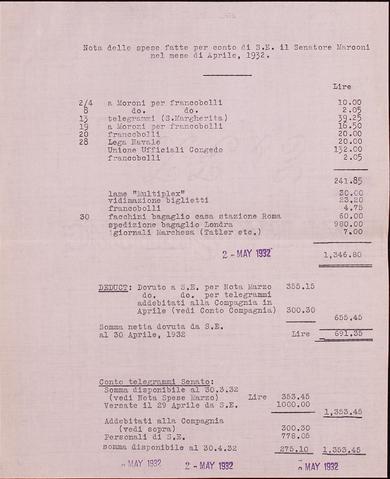 Nota delle spese fatte per conto di S.E. il Senatore Marconi
nel mese di Aprile, 1932.
Lire
2/4 a Moroni per francobolli 10.00
8 do. do. do. 2.05
13 telegrammi (S.Margherita) 39.25
19 a Moroni per francobolli 16.50
20 francobolli 20.00
28 Lega Navale 20.00
Unione Ufficiali Congedo 132.00
francobolli 2.05
241.85
lame "Multiplex" 30.00
vidimazione biglietti 23.20
francobolli 4.75
30 facchini bagaglio casa stazione Roma 60.00
spedizione bagaglio Londra 980.00
giornali Marchesa (Tatler etc.) 7.00
2 - MAY 1932 1,346.80
DEDUCT: Dovato a S.E. per Nota Marzo 355.15
do. do. per telegrammi
addebitati alla Compagnia in
Aprile (vedi Conto Compagnia) 300.30
655.45
Somma netta dovuta da S.E.
al 30 Aprile, 1932 Lire 691.35
Conto telegrammi Senato:
Somma disponibile al 30.3.32
(vedi Nota Spese Marzo) Lire 353.45
Versate il 29 Aprile da S.E. 1000.00
1,353.45
Addebitati alla Compagnia
(vedi sopra) 300.30
Personali di S.E. 778.05
somma disponibile al 30.4.32 275.10 1,353.45
MAY 1932 2 - MAY 1932 MAY 1932